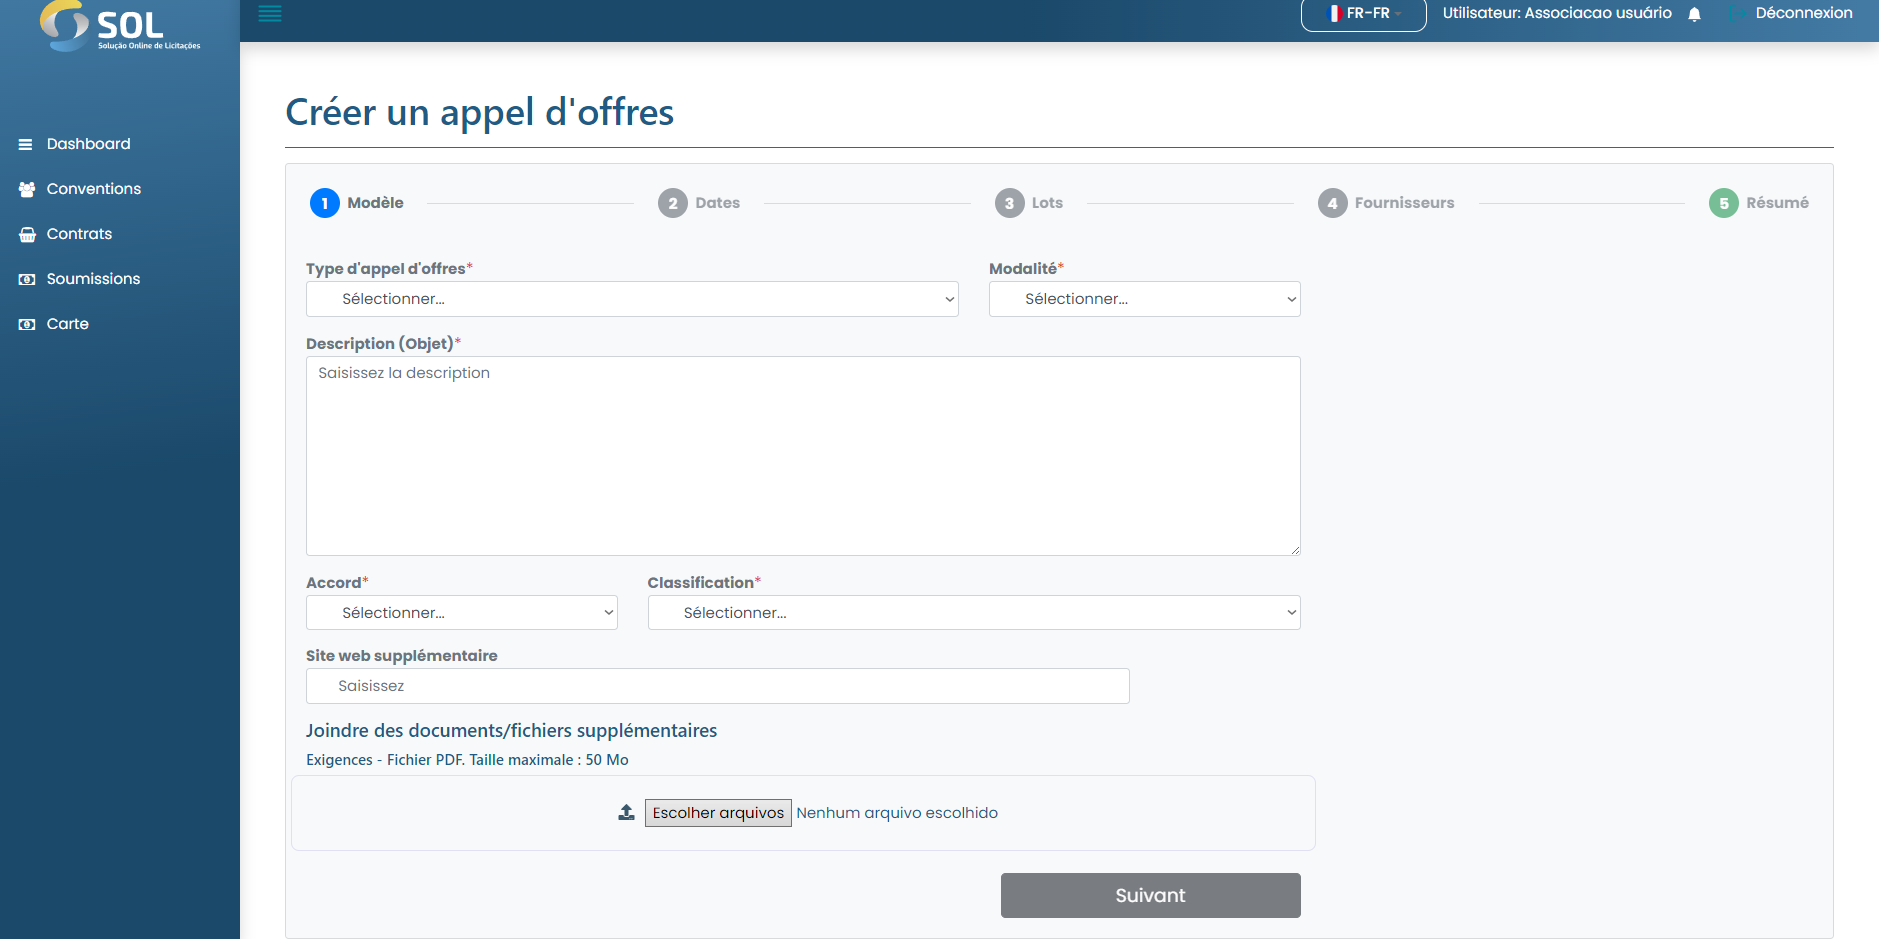 SOL
Solução Online de Licitações
FR-FR
Utilisateur: Associacao usuário
Déconnexion
Dashboard
Conventions
Contrats
Soumissions
Carte
Créer un appel d'offres
1 Modèle
2 Dates
3 Lots
4 Fournisseurs
5 Résumé
Type d'appel d'offres*
Modalité*
Sélectionner...
Sélectionner...
Description (Objet)*
Saisissez la description
Accord*
Classification*
Sélectionner...
Sélectionner...
Site web supplémentaire
Saisissez
Joindre des documents/fichiers supplémentaires
Exigences - Fichier PDF. Taille maximale : 50 Mo
Escolher arquivos Nenhum arquivo escolhido
Suivant